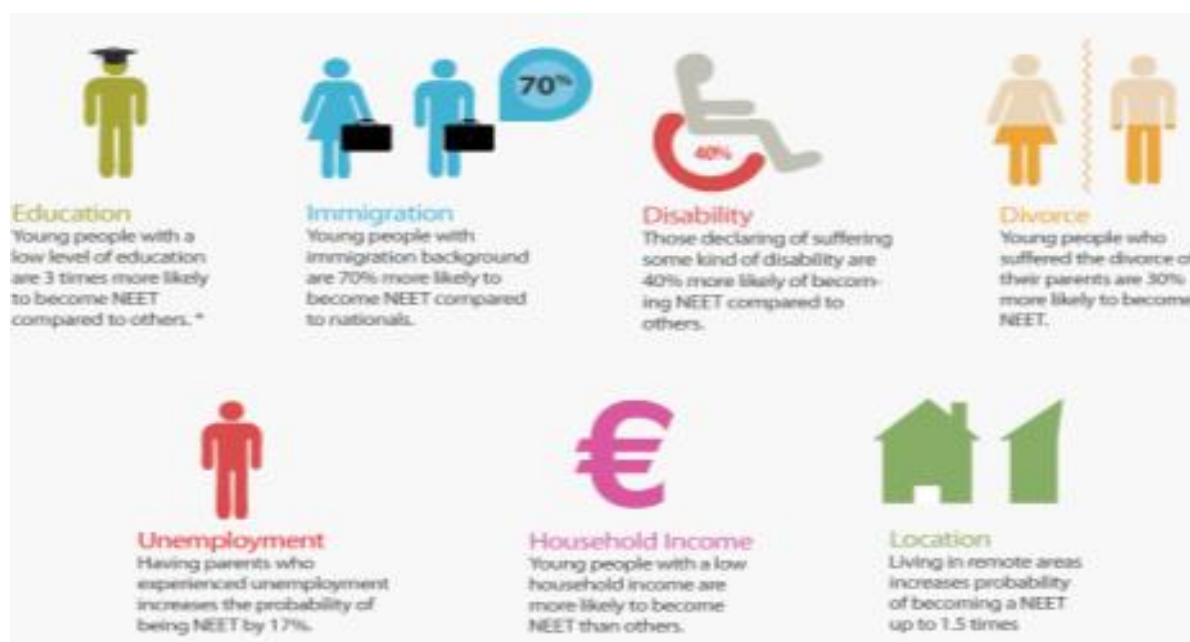 70%
40%
Education
Young people with a
low level of education
are 3 times more likely
to become NEET
compared to others. *
Immigration
Young people with
immigration background
are 70% more likely to
become NEET compared
to nationals.
Disability
Those declaring of suffering
some kind of disability are
40% more likely of becom-
ing NEET compared to
others.
Divorce
Young people who
suffered the divorce of
their parents are 30%
more likely to become
NEET.
Unemployment
Having parents who
experienced unemployment
increases the probability of
being NEET by 17%.
€
Household Income
Young people with a low
household income are
more likely to become
NEET than others.
Location
Living in remote areas
increases probability
of becoming a NEET
up to 1.5 times